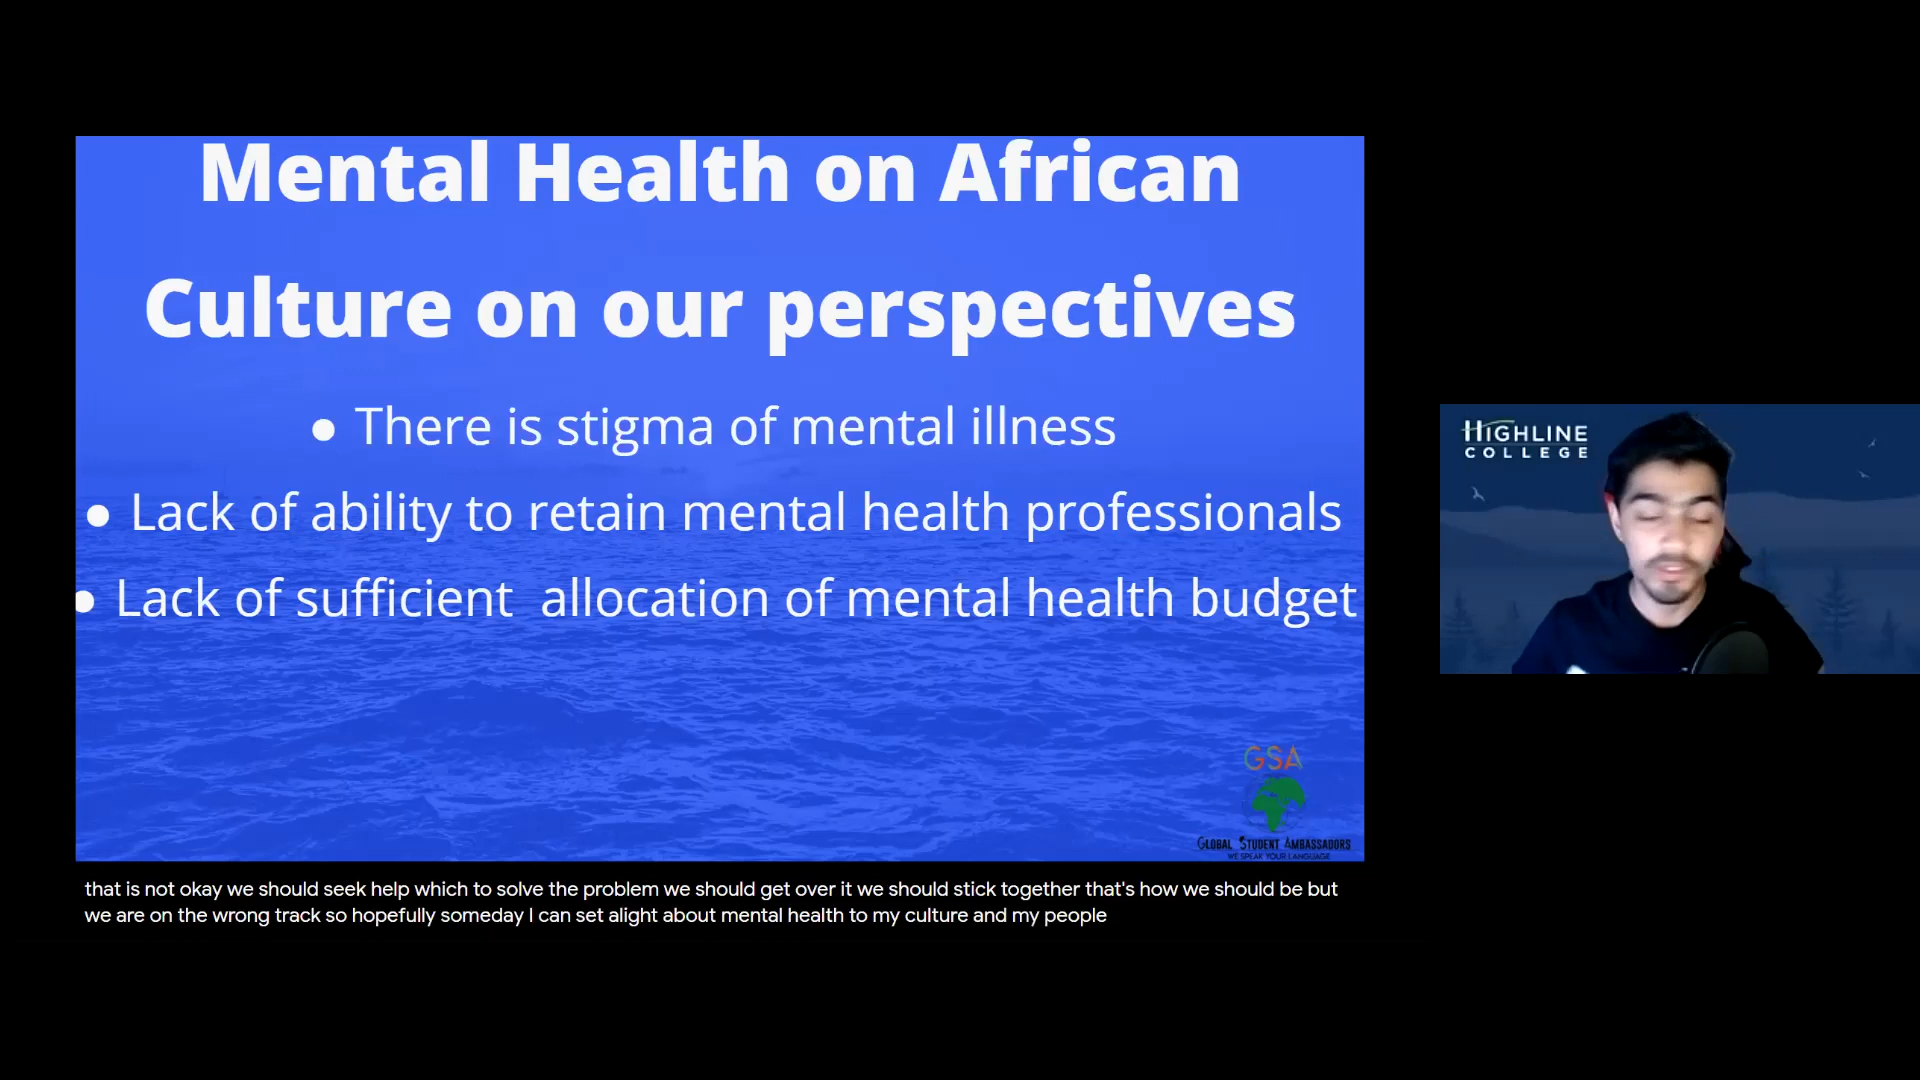 Mental Health on African
Culture on our perspectives
● There is stigma of mental illness
● Lack of ability to retain mental health professionals
● Lack of sufficient  allocation of mental health budget
GSA
GLOBAL STUDENT AMBASSADORS
WE SPEAK YOUR LANGUAGE
that is not okay we should seek help which to solve the problem we should get over it we should stick together that's how we should be but
we are on the wrong track so hopefully someday I can set alight about mental health to my culture and my people
HIGHLINE
COLLEGE